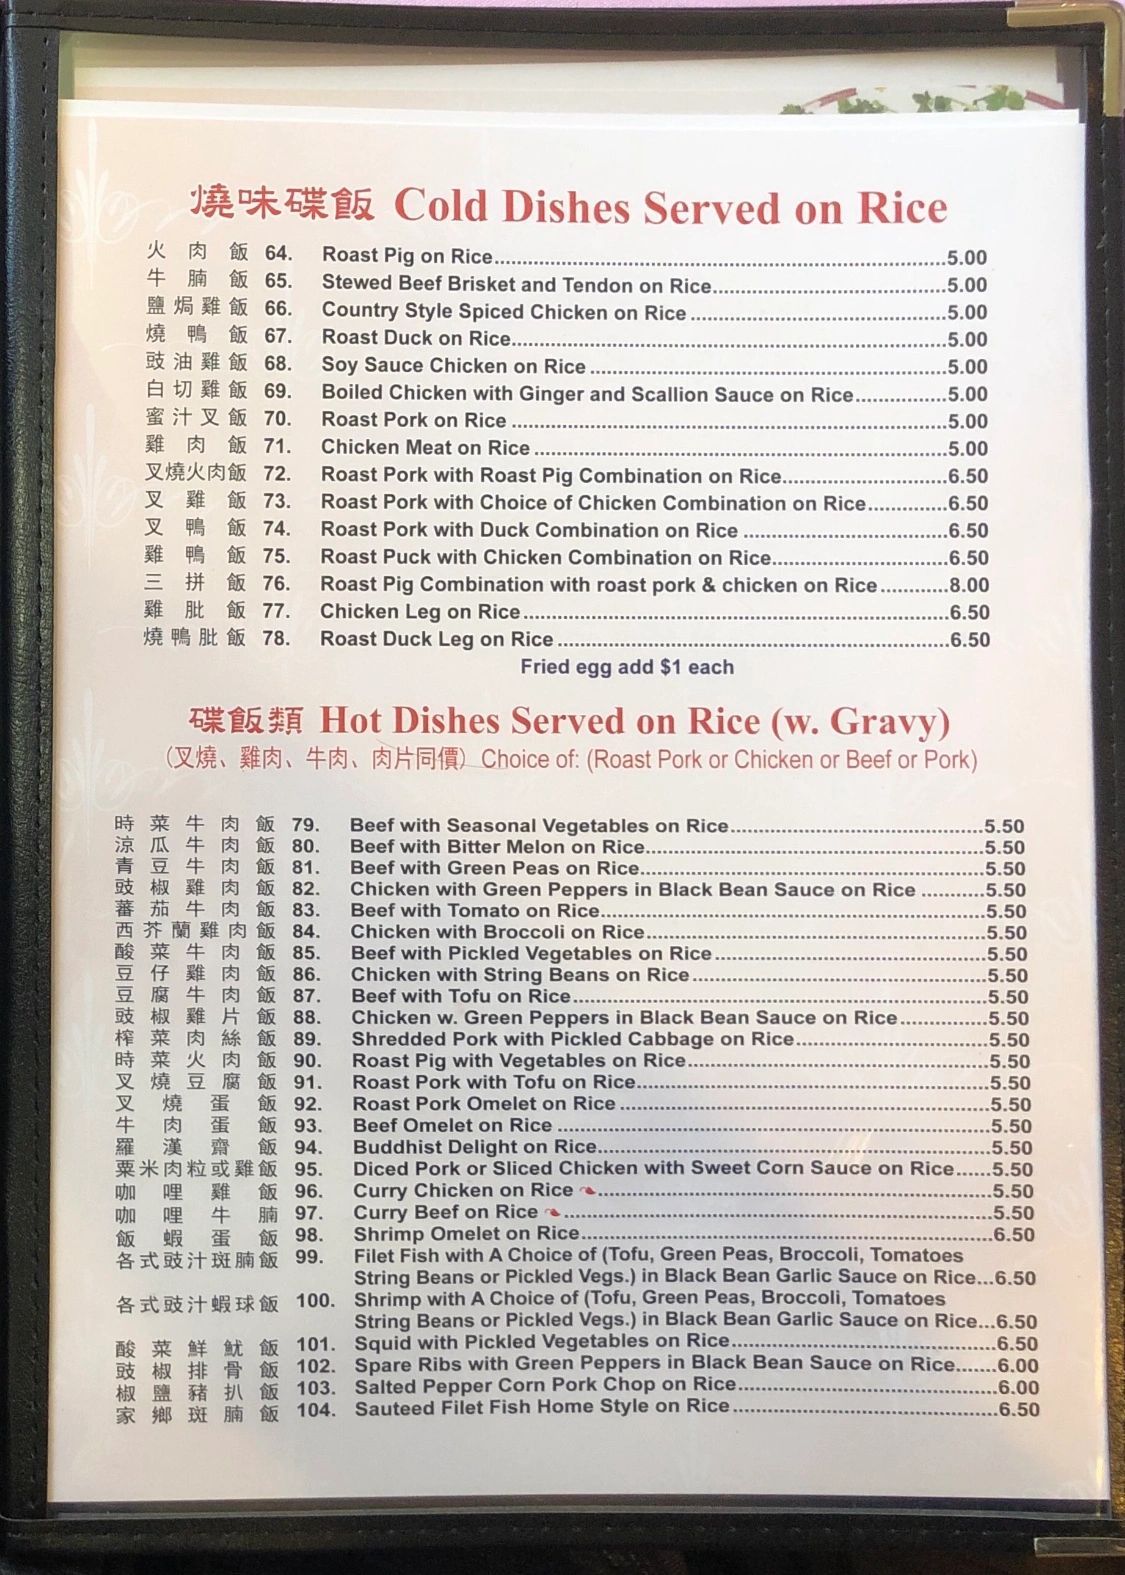 燒味碟飯 Cold Dishes Served on Rice
火肉飯 64. Roast Pig on Rice 5.00
牛腩飯 65. Stewed Beef Brisket and Tendon on Rice 5.00
鹽焗雞飯 66. Country Style Spiced Chicken on Rice 5.00
燒鴨飯 67. Roast Duck on Rice 5.00
豉油雞飯 68. Soy Sauce Chicken on Rice 5.00
白切雞飯 69. Boiled Chicken with Ginger and Scallion Sauce on Rice 5.00
蜜汁叉飯 70. Roast Pork on Rice 5.00
雞肉飯 71. Chicken Meat on Rice 5.00
叉燒火肉飯 72. Roast Pork with Roast Pig Combination on Rice 6.50
叉雞飯 73. Roast Pork with Choice of Chicken Combination on Rice 6.50
叉鴨飯 74. Roast Pork with Duck Combination on Rice 6.50
雞鴨飯 75. Roast Puck with Chicken Combination on Rice 6.50
三拼飯 76. Roast Pig Combination with roast pork & chicken on Rice 8.00
雞肶飯 77. Chicken Leg on Rice 6.50
燒鴨肶飯 78. Roast Duck Leg on Rice 6.50
Fried egg add $1 each
碟飯類 Hot Dishes Served on Rice (w. Gravy)
(叉燒、雞肉、牛肉、肉片同價) Choice of: (Roast Pork or Chicken or Beef or Pork)
時菜牛肉飯 79. Beef with Seasonal Vegetables on Rice 5.50
涼瓜牛肉飯 80. Beef with Bitter Melon on Rice 5.50
青豆牛肉飯 81. Beef with Green Peas on Rice 5.50
豉椒雞肉飯 82. Chicken with Green Peppers in Black Bean Sauce on Rice 5.50
蕃茄牛肉飯 83. Beef with Tomato on Rice 5.50
西芥蘭雞肉飯 84. Chicken with Broccoli on Rice 5.50
酸菜牛肉飯 85. Beef with Pickled Vegetables on Rice 5.50
豆仔雞肉飯 86. Chicken with String Beans on Rice 5.50
豆腐牛肉飯 87. Beef with Tofu on Rice 5.50
豉椒雞片飯 88. Chicken w. Green Peppers in Black Bean Sauce on Rice 5.50
榨菜肉絲飯 89. Shredded Pork with Pickled Cabbage on Rice 5.50
時菜火肉飯 90. Roast Pig with Vegetables on Rice 5.50
叉燒豆腐飯 91. Roast Pork with Tofu on Rice 5.50
叉燒蛋飯 92. Roast Pork Omelet on Rice 5.50
牛肉蛋飯 93. Beef Omelet on Rice 5.50
羅漢齋飯 94. Buddhist Delight on Rice 5.50
粟米肉粒或雞飯 95. Diced Pork or Sliced Chicken with Sweet Corn Sauce on Rice 5.50
咖哩雞飯 96. Curry Chicken on Rice 5.50
咖哩牛腩 97. Curry Beef on Rice 5.50
飯蝦蛋飯 98. Shrimp Omelet on Rice 6.50
各式豉汁斑腩飯 99. Filet Fish with A Choice of (Tofu, Green Peas, Broccoli, Tomatoes
String Beans or Pickled Vegs.) in Black Bean Garlic Sauce on Rice 6.50
各式豉汁蝦球飯 100. Shrimp with A Choice of (Tofu, Green Peas, Broccoli, Tomatoes
String Beans or Pickled Vegs.) in Black Bean Garlic Sauce on Rice 6.50
酸菜鮮魷飯 101. Squid with Pickled Vegetables on Rice 6.50
豉椒排骨飯 102. Spare Ribs with Green Peppers in Black Bean Sauce on Rice 6.00
椒鹽豬扒飯 103. Salted Pepper Corn Pork Chop on Rice 6.00
家鄉斑腩飯 104. Sauteed Filet Fish Home Style on Rice 6.50